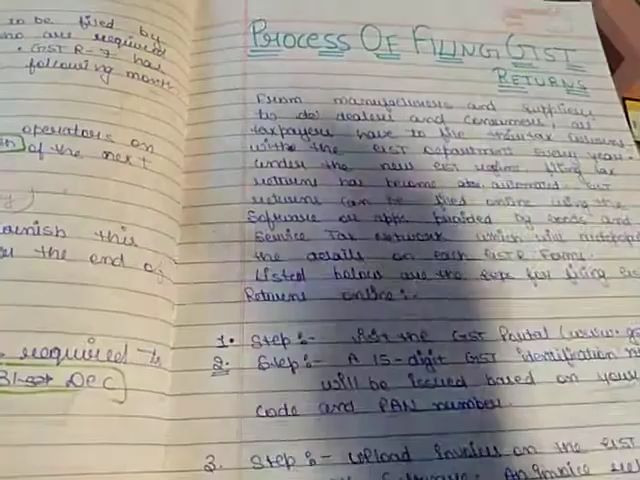 to be filed by
who are required
• GST R-7 has
following month
operators on
of the next
furnish this
the end of
required to
31st DEC
PROCESS OF FILING GST
RETURNS
From manufacturers and suppliers
to do dealers and consumers, all
taxpayers have to file their tax returns
with the GST department every year.
under the new GST regime, filing tax
returns has become automated. GST
returns can be filed online using the
Software or apps provided by Goods and
Service Tax network which will
the details on each GSTR Form.
Listed below are the steps for filing GST
Returns online:-
1. Step:- Visit the GST Portal (www.gs
2. Step:- A 15-digit GST identification n
will be issued based on your
code and PAN number.
3. Step:- Upload Invoices on the GST
An invoice